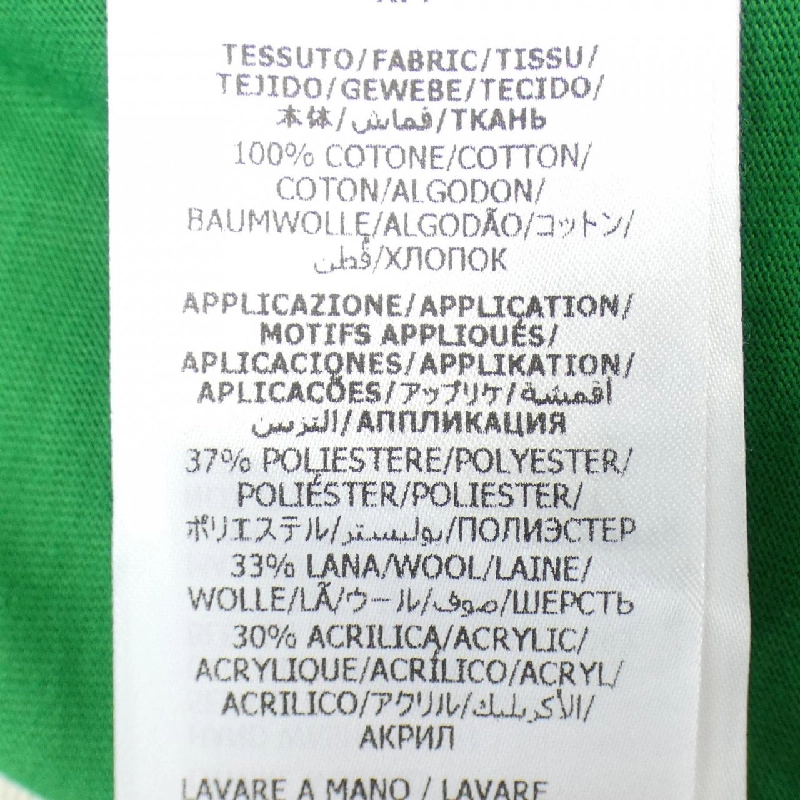 TESSUTO/FABRIC/TISSU/
TEJIDO/GEWEBE/TECIDO/
本体/قماش/ТКАНЬ
100% COTONE/COTTON/
COTON/ALGODON/
BAUMWOLLE/ALGODÃO/コットン/
قُطن/ХЛОПОК
APPLICAZIONE/APPLICATION/
MOTIFS APPLIQUÉS/
APLICACIONES/APPLIKATION/
APLICACÕES/アップリケ/أقمشة
التزيين/АППЛИКАЦИЯ
37% POLIESTERE/POLYESTER/
POLIÉSTER/POLIESTER/
ポリエステル/بوليستر/ПОЛИЭСТЕР
33% LANA/WOOL/LAINE/
WOLLE/LÃ/ウール/صوف/ШЕРСТЬ
30% ACRILICA/ACRYLIC/
ACRYLIQUE/ACRÍLICO/ACRYL/
ACRILICO/アクリル/الأكريليك/
АКРИЛ
LAVARE A MANO / LAVARE